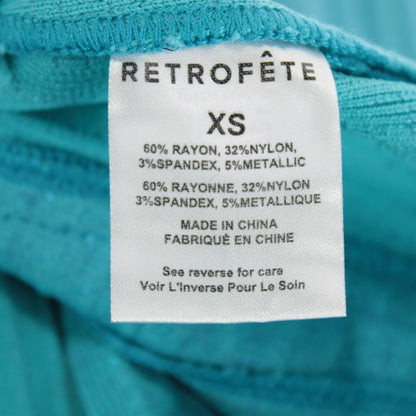 RETROFÊTE
XS
60% RAYON, 32%NYLON,
3%SPANDEX, 5%METALLIC
60% RAYONNE, 32%NYLON
3%SPANDEX, 5%METALLIQUE
MADE IN CHINA
FABRIQUÉ EN CHINE
See reverse for care
Voir L'Inverse Pour Le Soin